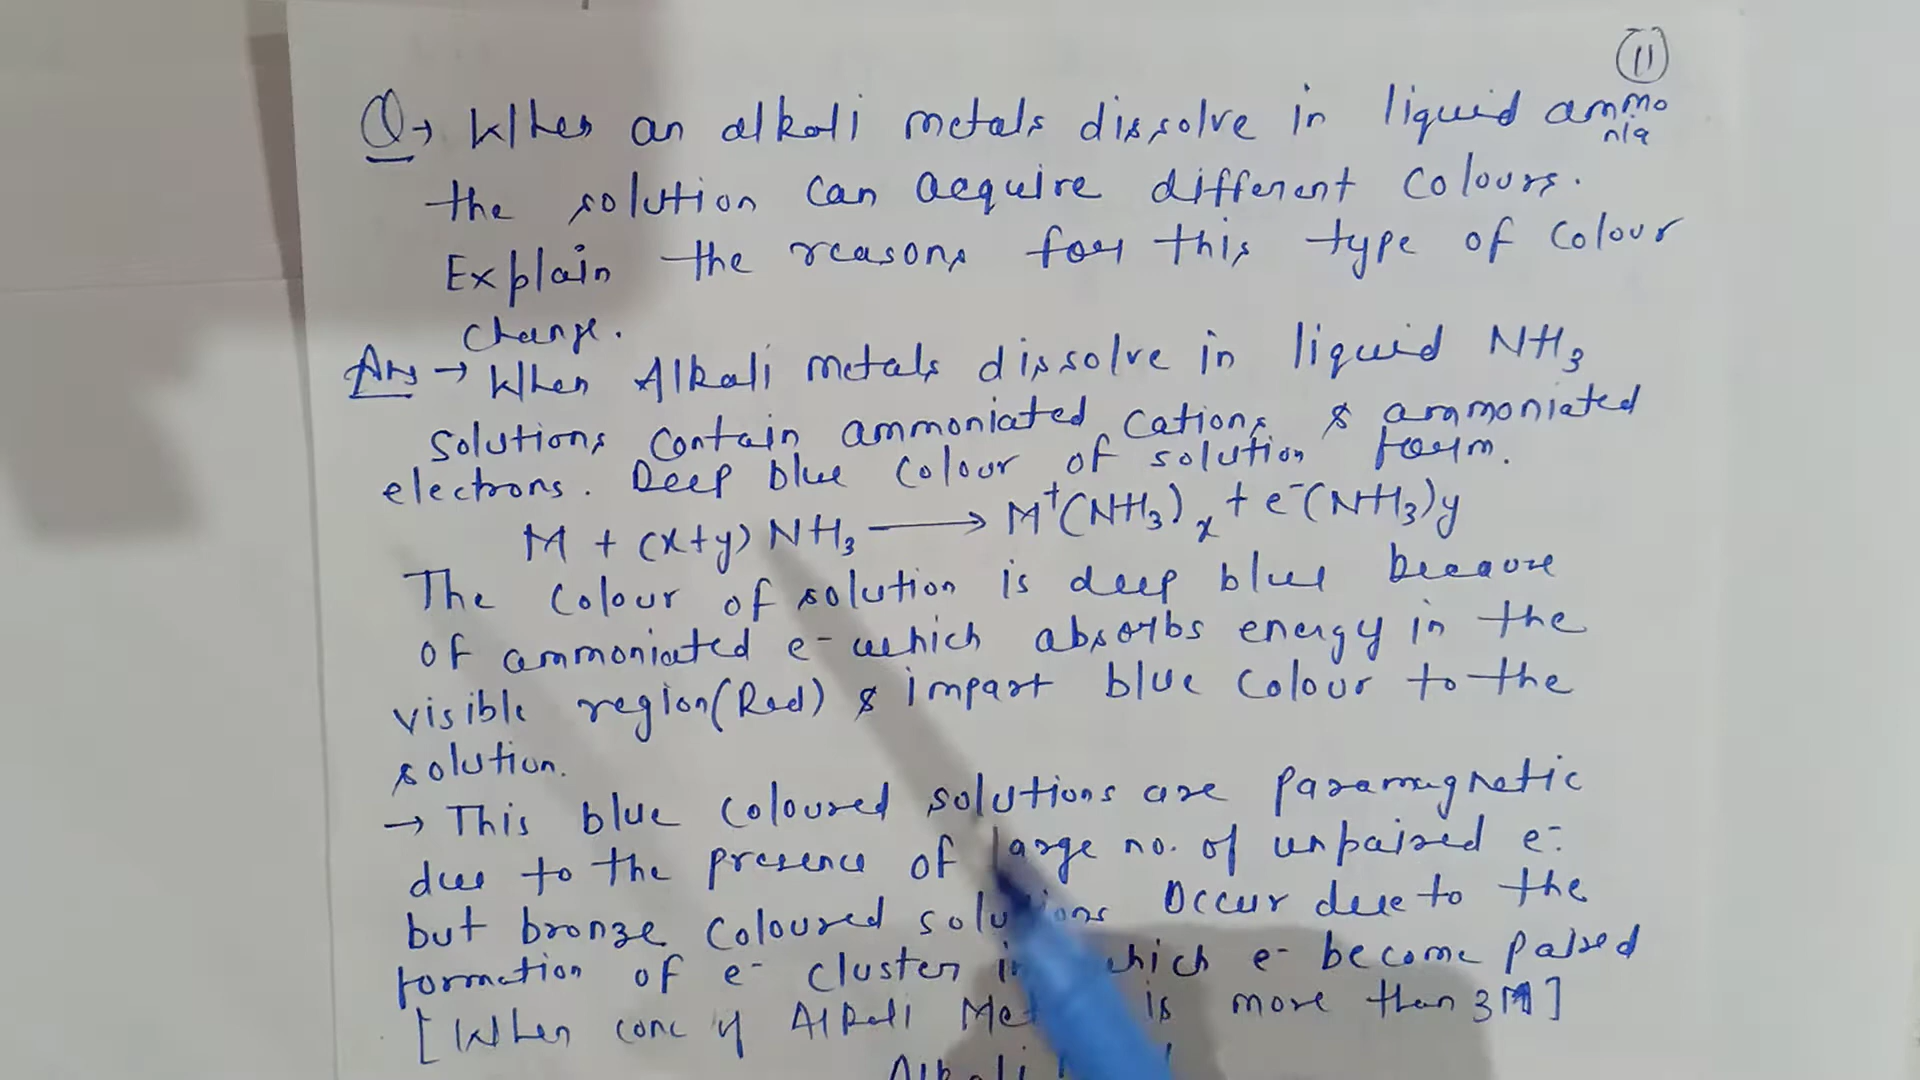 11
Q→ When an alkali metals dissolve in liquid ammonia
the solution can acquire different colours.
Explain the reasons for this type of colour
change.
Ans → When Alkali metals dissolve in liquid NH₃
solutions contain ammoniated cations & ammoniated
electrons. Deep blue colour of solution form.
M + (x+y) NH₃ ⟶ M⁺(NH₃)ₓ + e⁻(NH₃)y
The colour of solution is deep blue because
of ammoniated e⁻ which absorbs energy in the
visible region (Red) & impart blue colour to the
solution.
→ This blue coloured solutions are paramagnetic
due to the presence of large no. of unpaired e⁻
but bronze coloured solutions occur due to the
formation of e⁻ cluster in which e⁻ become paired
[When conc of Alkali Met is more than 3M]
Alkali